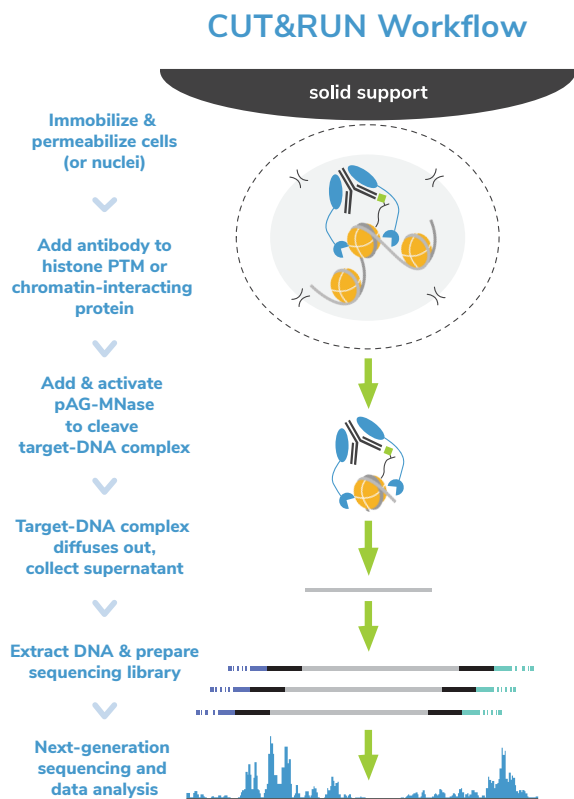 CUT&RUN Workflow
solid support
Immobilize &
permeabilize cells
(or nuclei)
Add antibody to
histone PTM or
chromatin-interacting
protein
Add & activate
pAG-MNase
to cleave
target-DNA complex
Target-DNA complex
diffuses out,
collect supernatant
Extract DNA & prepare
sequencing library
Next-generation
sequencing and
data analysis